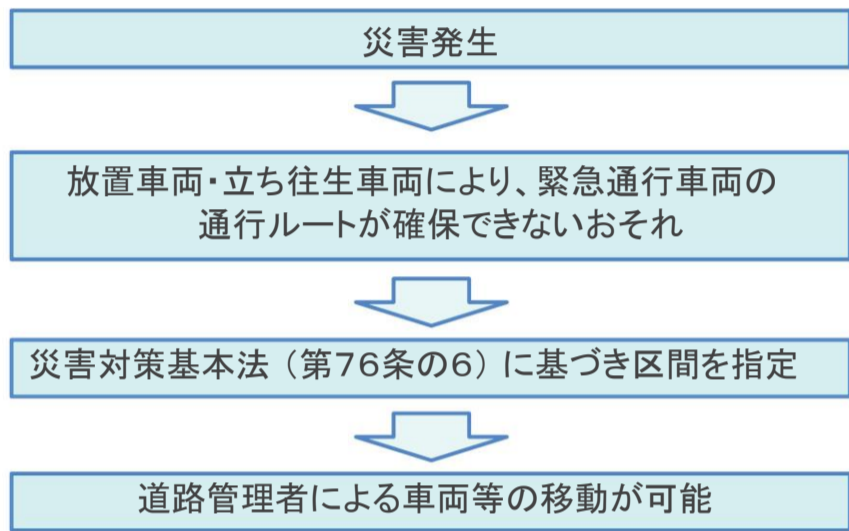 災害発生
放置車両・立ち往生車両により、緊急通行車両の
通行ルートが確保できないおそれ
災害対策基本法（第７６条の６）に基づき区間を指定
道路管理者による車両等の移動が可能